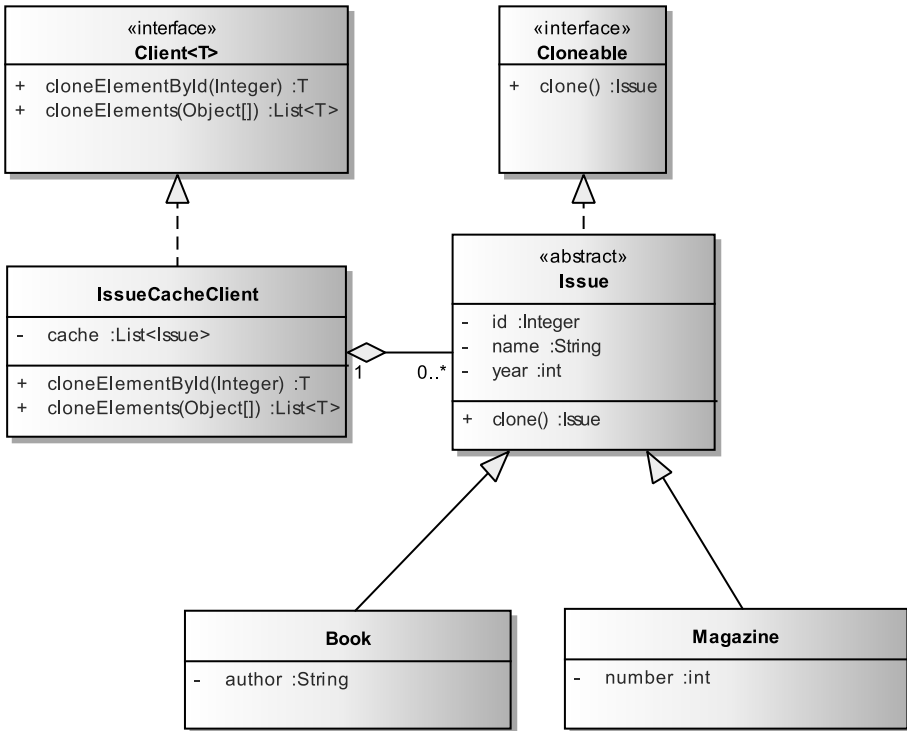 «interface»
Client<T>
+ cloneElementById(Integer) :T
+ cloneElements(Object[]) :List<T>
«interface»
Cloneable
+ clone() :Issue
IssueCacheClient
- cache :List<Issue>
+ cloneElementById(Integer) :T
+ cloneElements(Object[]) :List<T>
1
0..*
«abstract»
Issue
- id :Integer
- name :String
- year :int
+ clone() :Issue
Book
- author :String
Magazine
- number :int